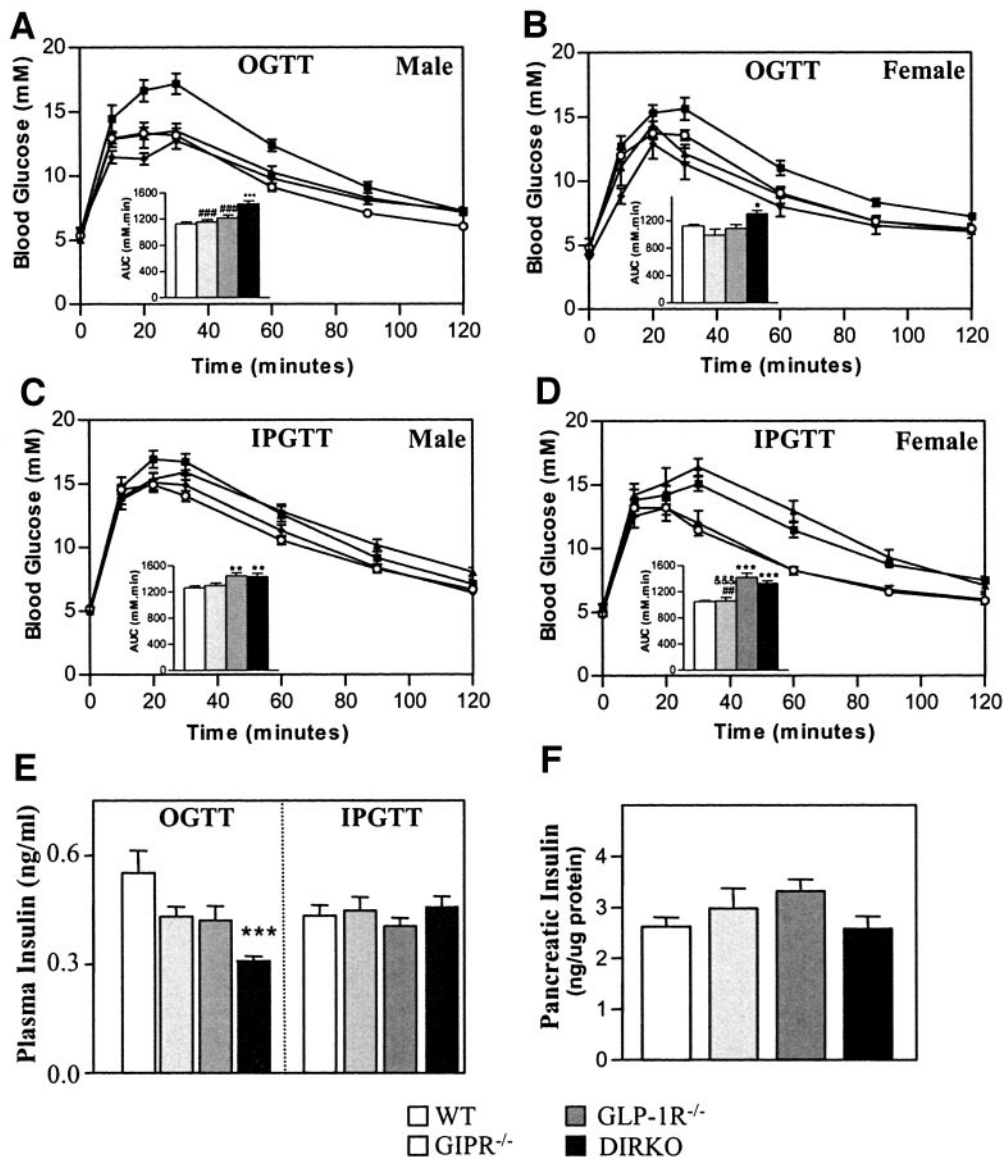 A
OGTT Male
Blood Glucose (mM)
20
15
10
5
0
AUC (mM.min)
1600
1200
800
400
0
### ### ***
0 20 40 60 80 100 120
Time (minutes)
B
OGTT Female
Blood Glucose (mM)
20
15
10
5
0
AUC (mM.min)
1200
800
400
0
*
0 20 40 60 80 100 120
Time (minutes)
C
IPGTT Male
Blood Glucose (mM)
20
15
10
5
0
AUC (mM.min)
1600
1200
800
400
0
** **
0 20 40 60 80 100 120
Time (minutes)
D
IPGTT Female
Blood Glucose (mM)
20
15
10
5
0
AUC (mM.min)
1600
1200
800
400
0
&&&
##
*** ***
0 20 40 60 80 100 120
Time (minutes)
E
OGTT IPGTT
Plasma Insulin (ng/ml)
0.6
0.3
0.0
***
F
Pancreatic Insulin
(ng/ug protein)
4
3
2
1
0
WT
GIPR-/-
GLP-1R-/-
DIRKO